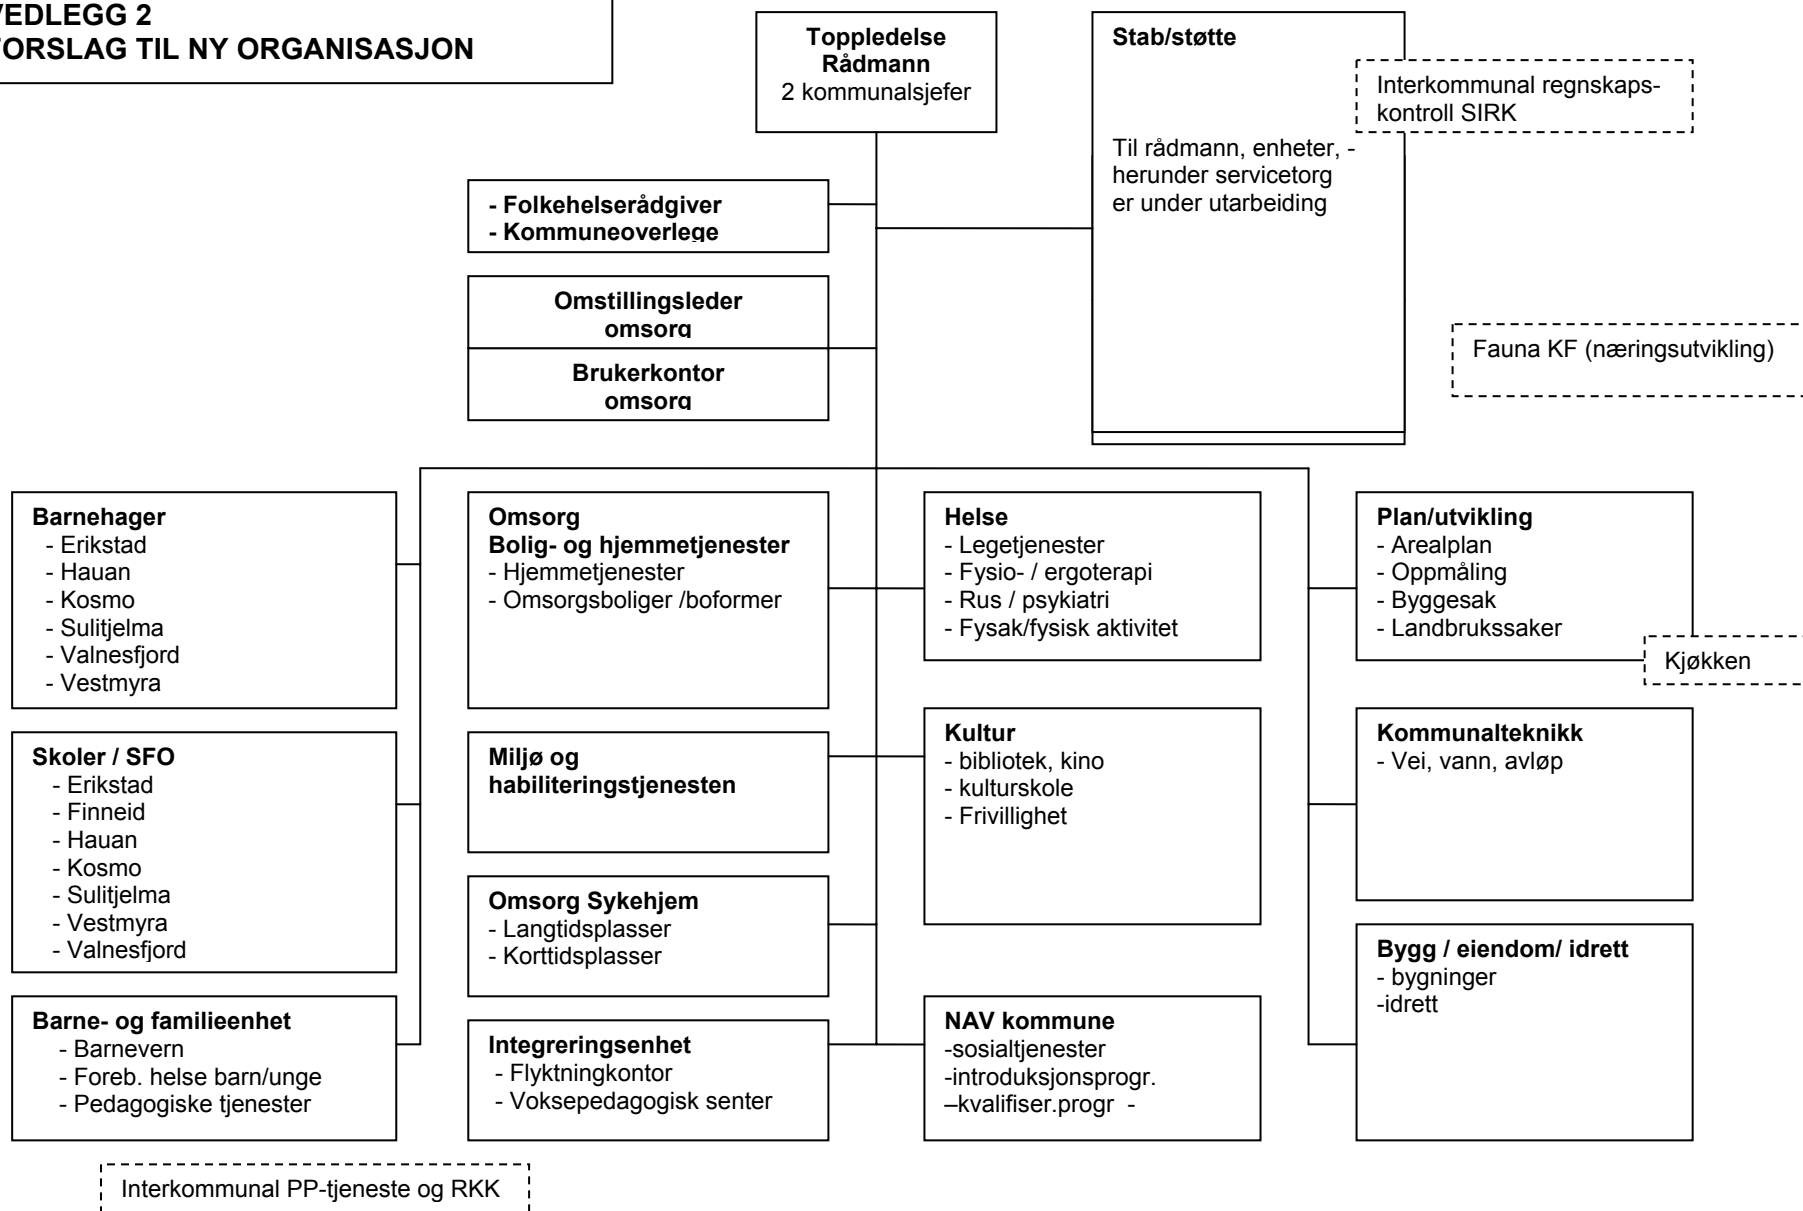 VEDLEGG 2
FORSLAG TIL NY ORGANISASJON
Toppledelse
Rådmann
2 kommunalsjefer
Stab/støtte
Til rådmann, enheter, -
herunder servicetorg
er under utarbeiding
Interkommunal regnskaps-
kontroll SIRK
- Folkehelserådgiver
- Kommuneoverlege
Omstillingsleder
omsorg
Brukerkontor
omsorg
Fauna KF (næringsutvikling)
Barnehager
- Erikstad
- Hauan
- Kosmo
- Sulitjelma
- Valnesfjord
- Vestmyra
Omsorg
Bolig- og hjemmetjenester
- Hjemmetjenester
- Omsorgsboliger /boformer
Helse
- Legetjenester
- Fysio- / ergoterapi
- Rus / psykiatri
- Fysak/fysisk aktivitet
Plan/utvikling
- Arealplan
- Oppmåling
- Byggesak
- Landbrukssaker
Kjøkken
Skoler / SFO
- Erikstad
- Finneid
- Hauan
- Kosmo
- Sulitjelma
- Vestmyra
- Valnesfjord
Miljø og
habiliteringstjenesten
Kultur
- bibliotek, kino
- kulturskole
- Frivillighet
Kommunalteknikk
- Vei, vann, avløp
Omsorg Sykehjem
- Langtidsplasser
- Korttidsplasser
Bygg / eiendom/ idrett
- bygninger
-idrett
Barne- og familieenhet
- Barnevern
- Foreb. helse barn/unge
- Pedagogiske tjenester
Integreringsenhet
- Flyktningkontor
- Voksepedagogisk senter
NAV kommune
-sosialtjenester
-introduksjonsprogr.
–kvalifiser.progr -
Interkommunal PP-tjeneste og RKK